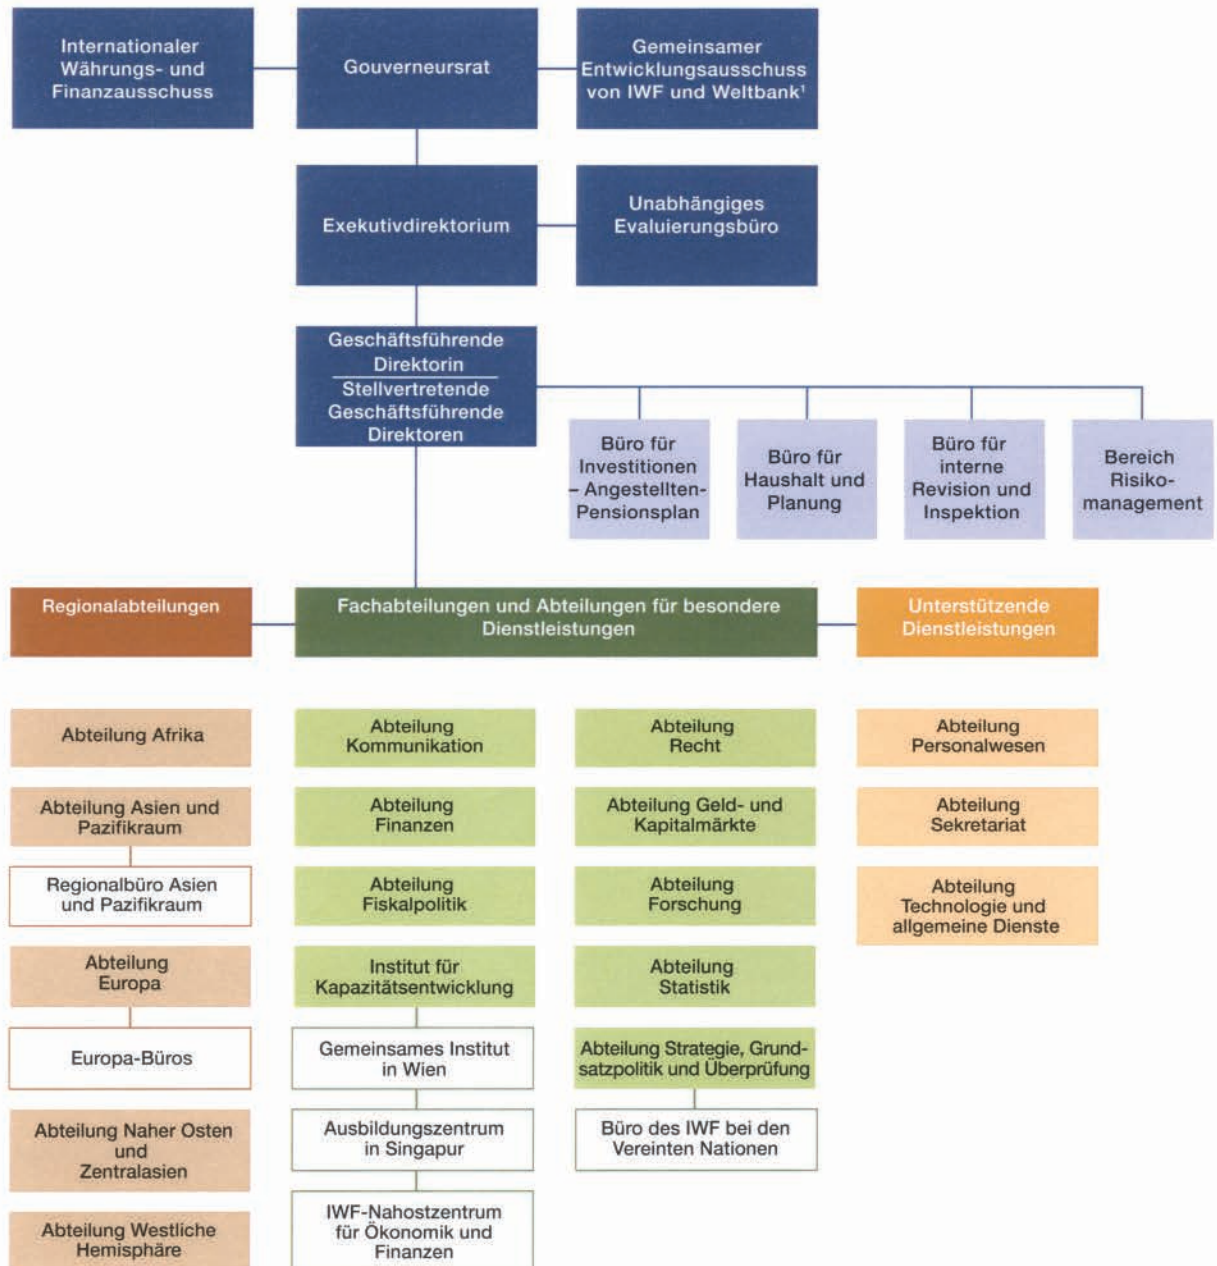 Internationaler
Währungs- und
Finanzausschuss
Gouverneursrat
Gemeinsamer
Entwicklungsausschuss
von IWF und Weltbank¹
Exekutivdirektorium
Unabhängiges
Evaluierungsbüro
Geschäftsführende
Direktorin
Stellvertretende
Geschäftsführende
Direktoren
Büro für
Investitionen
– Angestellten-
Pensionsplan
Büro für
Haushalt und
Planung
Büro für
interne
Revision und
Inspektion
Bereich
Risiko-
management
Regionalabteilungen
Fachabteilungen und Abteilungen für besondere
Dienstleistungen
Unterstützende
Dienstleistungen
Abteilung Afrika
Abteilung Asien und
Pazifikraum
Regionalbüro Asien
und Pazifikraum
Abteilung
Europa
Europa-Büros
Abteilung Naher Osten
und
Zentralasien
Abteilung Westliche
Hemisphäre
Abteilung
Kommunikation
Abteilung
Finanzen
Abteilung
Fiskalpolitik
Institut für
Kapazitätsentwicklung
Gemeinsames Institut
in Wien
Ausbildungszentrum
in Singapur
IWF-Nahostzentrum
für Ökonomik und
Finanzen
Abteilung
Recht
Abteilung Geld- und
Kapitalmärkte
Abteilung
Forschung
Abteilung
Statistik
Abteilung Strategie, Grund-
satzpolitik und Überprüfung
Büro des IWF bei den
Vereinten Nationen
Abteilung
Personalwesen
Abteilung
Sekretariat
Abteilung
Technologie und
allgemeine Dienste